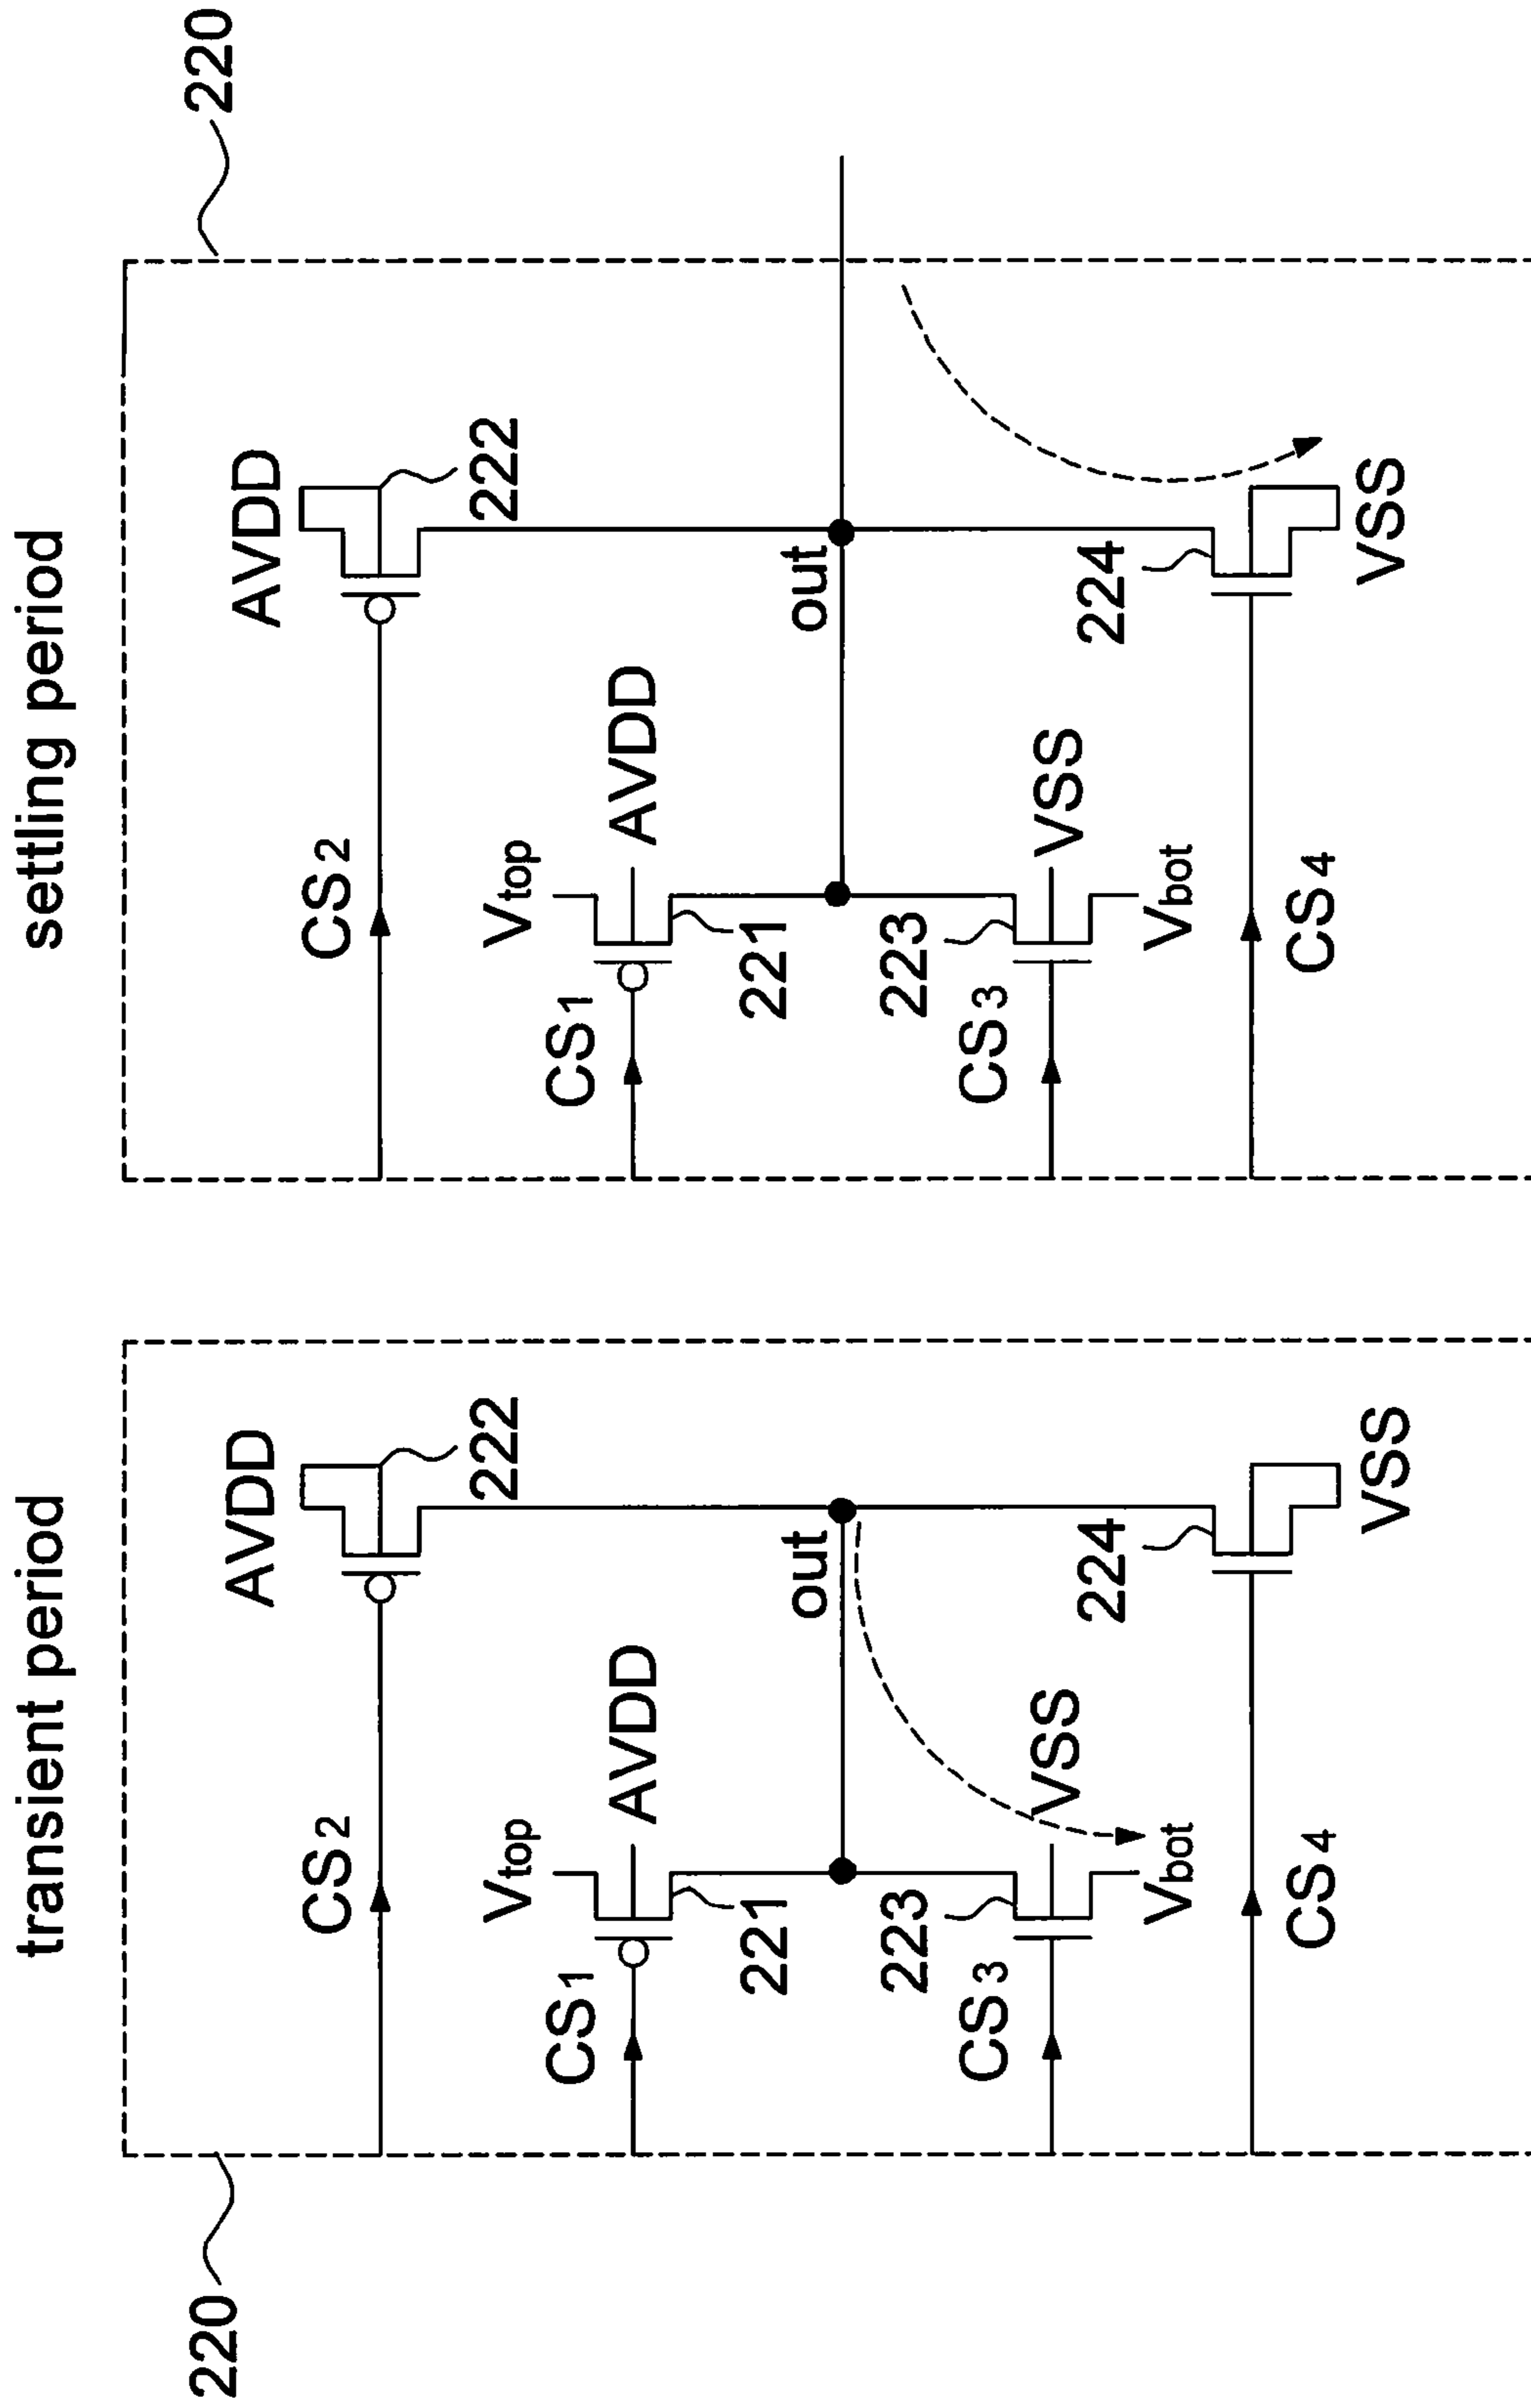 transient period
settling period
220
AVDD
CS2
222
Vtop
AVDD
CS1
221
out
223
VSS
CS3
Vbot
224
CS4
VSS
220
AVDD
CS2
222
Vtop
AVDD
CS1
221
out
223
VSS
CS3
Vbot
224
CS4
VSS